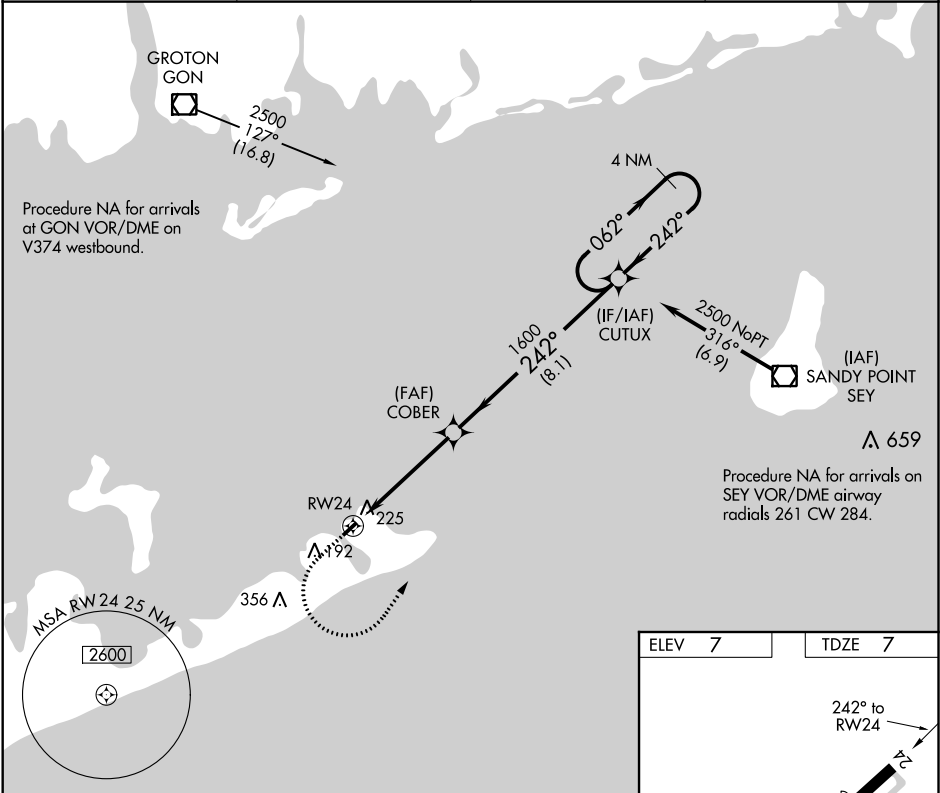 GROTON
GON
2500
127°
(16.8)
Procedure NA for arrivals
at GON VOR/DME on
V374 westbound.
4 NM
062°
242°
(IF/IAF)
CUTUX
2500 NoPT
316°
(6.9)
(IAF)
SANDY POINT
SEY
659
1600
242°
(8.1)
(FAF)
COBER
Procedure NA for arrivals on
SEY VOR/DME airway
radials 261 CW 284.
RW24
225
192
356
MSA RW24 25 NM
2600
ELEV 7
TDZE 7
242° to
RW24
24